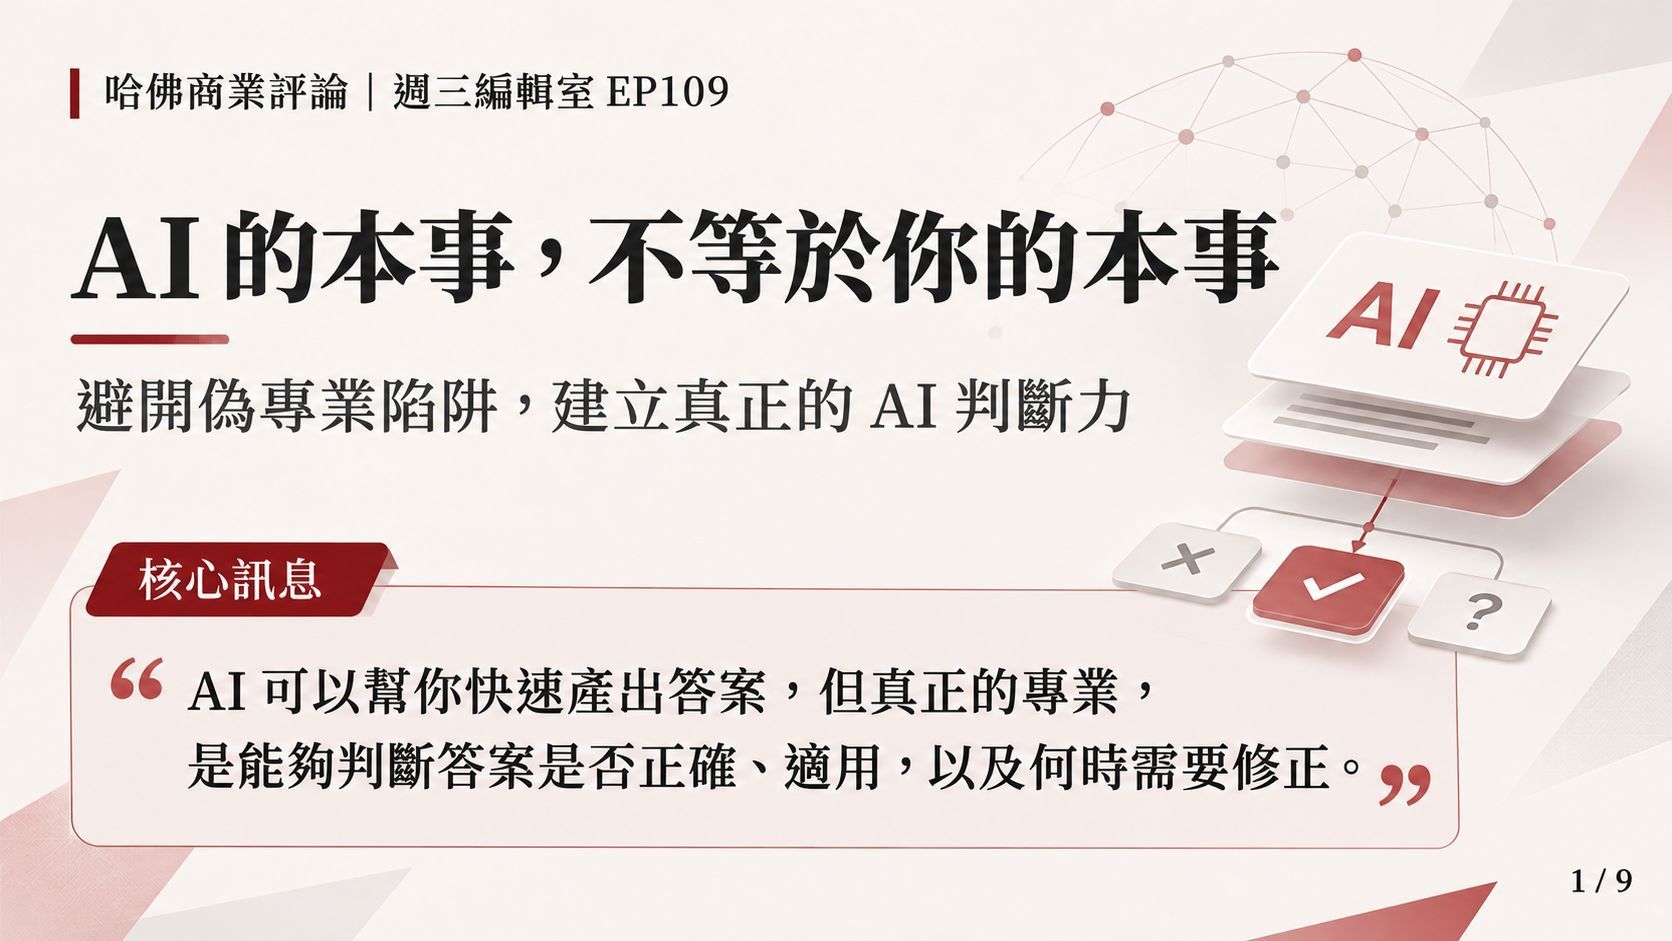 哈佛商業評論｜週三編輯室 EP109
AI 的本事，不等於你的本事
避開偽專業陷阱，建立真正的 AI 判斷力
AI
×
✓
?
核心訊息
“ AI 可以幫你快速產出答案，但真正的專業，
是能夠判斷答案是否正確、適用，以及何時需要修正。”
1 / 9